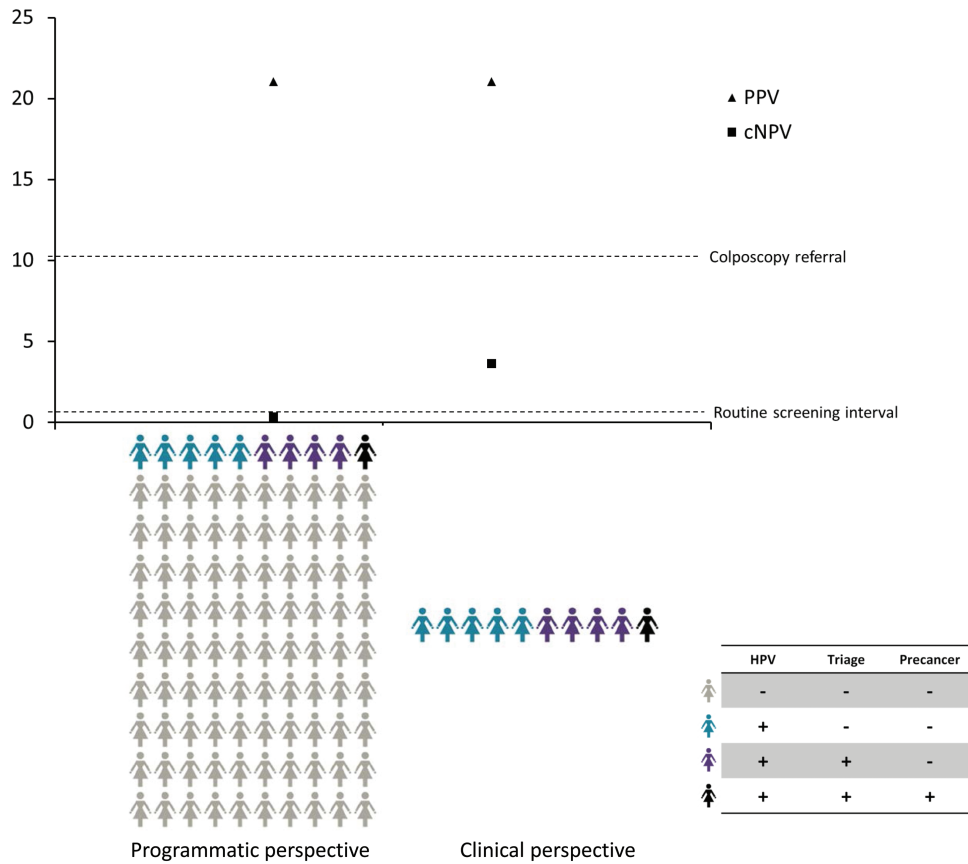 25
20
15
10
5
0
PPV
cNPV
Colposcopy referral
Routine screening interval
HPV Triage Precancer
- - -
+ - -
+ + -
+ + +
Programmatic perspective
Clinical perspective